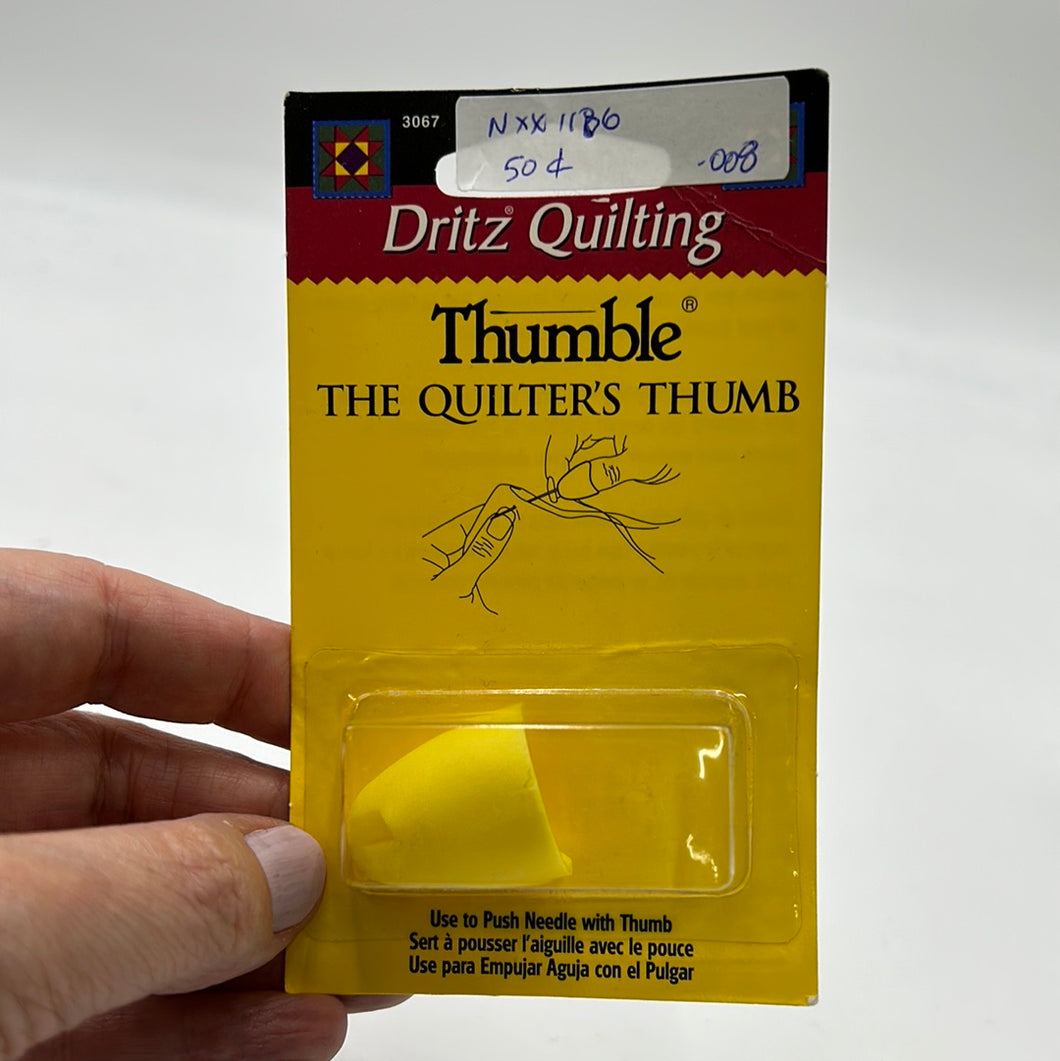 3067
Nxx 1186
50¢ .008
Dritz® Quilting
Thumble®
THE QUILTER'S THUMB
Use to Push Needle with Thumb
Sert à pousser l'aiguille avec le pouce
Use para Empujar Aguja con el Pulgar